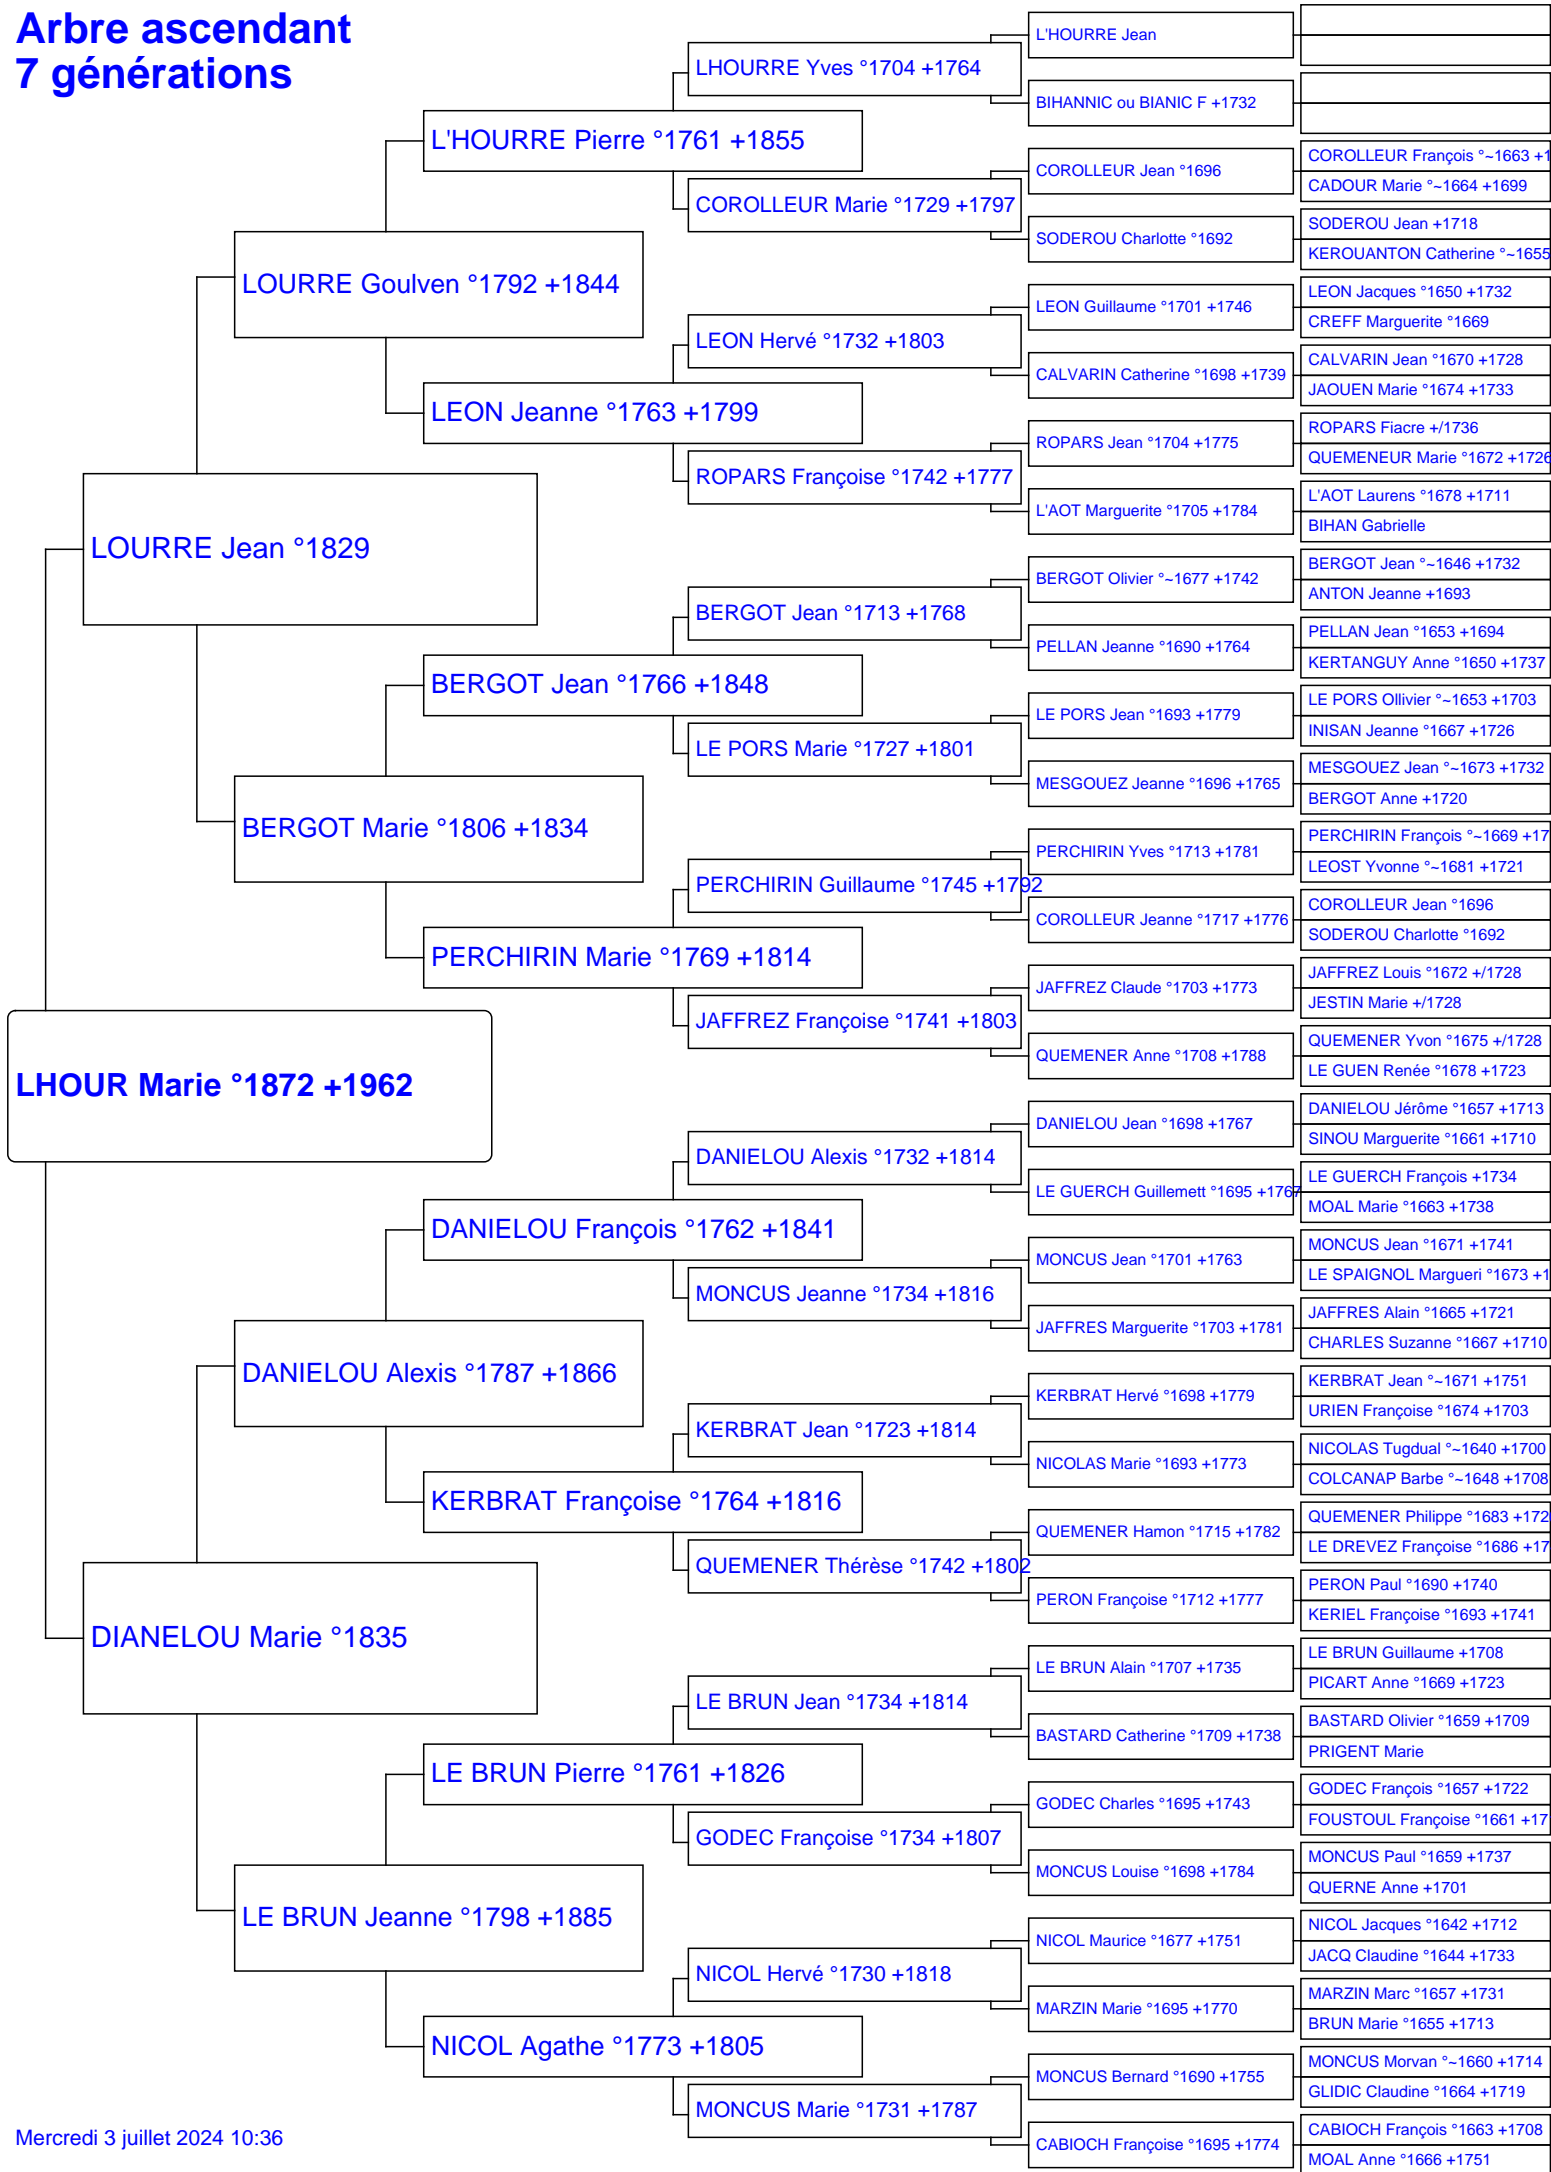 Arbre ascendant
7 générations
LHOUR Marie °1872 +1962
LOURRE Jean °1829
DIANELOU Marie °1835
LOURRE Goulven °1792 +1844
BERGOT Marie °1806 +1834
DANIELOU Alexis °1787 +1866
LE BRUN Jeanne °1798 +1885
L'HOURRE Pierre °1761 +1855
LEON Jeanne °1763 +1799
BERGOT Jean °1766 +1848
PERCHIRIN Marie °1769 +1814
DANIELOU François °1762 +1841
KERBRAT Françoise °1764 +1816
LE BRUN Pierre °1761 +1826
NICOL Agathe °1773 +1805
LHOURRE Yves °1704 +1764
COROLLEUR Marie °1729 +1797
LEON Hervé °1732 +1803
ROPARS Françoise °1742 +1777
BERGOT Jean °1713 +1768
LE PORS Marie °1727 +1801
PERCHIRIN Guillaume °1745 +1792
JAFFREZ Françoise °1741 +1803
DANIELOU Alexis °1732 +1814
MONCUS Jeanne °1734 +1816
KERBRAT Jean °1723 +1814
QUEMENER Thérèse °1742 +1802
LE BRUN Jean °1734 +1814
GODEC Françoise °1734 +1807
NICOL Hervé °1730 +1818
MONCUS Marie °1731 +1787
L'HOURRE Jean
BIHANNIC ou BIANIC F +1732
COROLLEUR Jean °1696
SODEROU Charlotte °1692
LEON Guillaume °1701 +1746
CALVARIN Catherine °1698 +1739
ROPARS Jean °1704 +1775
L'AOT Marguerite °1705 +1784
BERGOT Olivier °~1677 +1742
PELLAN Jeanne °1690 +1764
LE PORS Jean °1693 +1779
MESGOUEZ Jeanne °1696 +1765
PERCHIRIN Yves °1713 +1781
COROLLEUR Jeanne °1717 +1776
JAFFREZ Claude °1703 +1773
QUEMENER Anne °1708 +1788
DANIELOU Jean °1698 +1767
LE GUERCH Guillemett °1695 +1767
MONCUS Jean °1701 +1763
JAFFRES Marguerite °1703 +1781
KERBRAT Hervé °1698 +1779
NICOLAS Marie °1693 +1773
QUEMENER Hamon °1715 +1782
PERON Françoise °1712 +1777
LE BRUN Alain °1707 +1735
BASTARD Catherine °1709 +1738
GODEC Charles °1695 +1743
MONCUS Louise °1698 +1784
NICOL Maurice °1677 +1751
MARZIN Marie °1695 +1770
MONCUS Bernard °1690 +1755
CABIOCH Françoise °1695 +1774
COROLLEUR François °~1663 +1
CADOUR Marie °~1664 +1699
SODEROU Jean +1718
KEROUANTON Catherine °~1655
LEON Jacques °1650 +1732
CREFF Marguerite °1669
CALVARIN Jean °1670 +1728
JAOUEN Marie °1674 +1733
ROPARS Fiacre +/1736
QUEMENEUR Marie °1672 +1726
L'AOT Laurens °1678 +1711
BIHAN Gabrielle
BERGOT Jean °~1646 +1732
ANTON Jeanne +1693
PELLAN Jean °1653 +1694
KERTANGUY Anne °1650 +1737
LE PORS Ollivier °~1653 +1703
INISAN Jeanne °1667 +1726
MESGOUEZ Jean °~1673 +1732
BERGOT Anne +1720
PERCHIRIN François °~1669 +17
LEOST Yvonne °~1681 +1721
COROLLEUR Jean °1696
SODEROU Charlotte °1692
JAFFREZ Louis °1672 +/1728
JESTIN Marie +/1728
QUEMENER Yvon °1675 +/1728
LE GUEN Renée °1678 +1723
DANIELOU Jérôme °1657 +1713
SINOU Marguerite °1661 +1710
LE GUERCH François +1734
MOAL Marie °1663 +1738
MONCUS Jean °1671 +1741
LE SPAIGNOL Margueri °1673 +1
JAFFRES Alain °1665 +1721
CHARLES Suzanne °1667 +1710
KERBRAT Jean °~1671 +1751
URIEN Françoise °1674 +1703
NICOLAS Tugdual °~1640 +1700
COLCANAP Barbe °~1648 +1708
QUEMENER Philippe °1683 +172
LE DREVEZ Françoise °1686 +17
PERON Paul °1690 +1740
KERIEL Françoise °1693 +1741
LE BRUN Guillaume +1708
PICART Anne °1669 +1723
BASTARD Olivier °1659 +1709
PRIGENT Marie
GODEC François °1657 +1722
FOUSTOUL Françoise °1661 +17
MONCUS Paul °1659 +1737
QUERNE Anne +1701
NICOL Jacques °1642 +1712
JACQ Claudine °1644 +1733
MARZIN Marc °1657 +1731
BRUN Marie °1655 +1713
MONCUS Morvan °~1660 +1714
GLIDIC Claudine °1664 +1719
CABIOCH François °1663 +1708
MOAL Anne °1666 +1751
Mercredi 3 juillet 2024 10:36